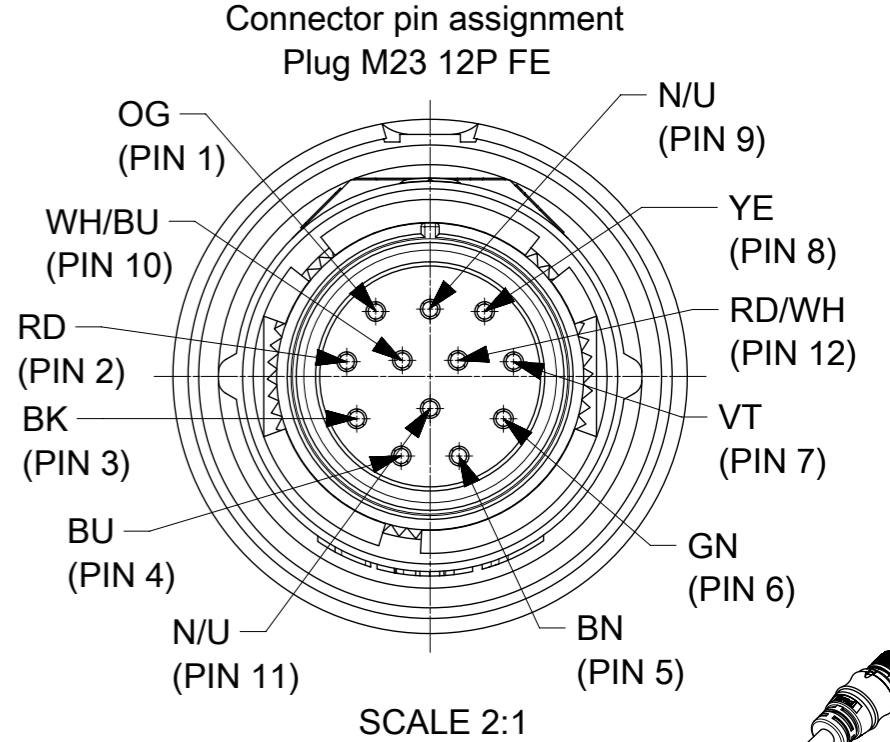 Connector pin assignment
Plug M23 12P FE
OG
(PIN 1)
WH/BU
(PIN 10)
RD
(PIN 2)
BK
(PIN 3)
BU
(PIN 4)
N/U
(PIN 11)
N/U
(PIN 9)
YE
(PIN 8)
RD/WH
(PIN 12)
VT
(PIN 7)
GN
(PIN 6)
BN
(PIN 5)
SCALE 2:1